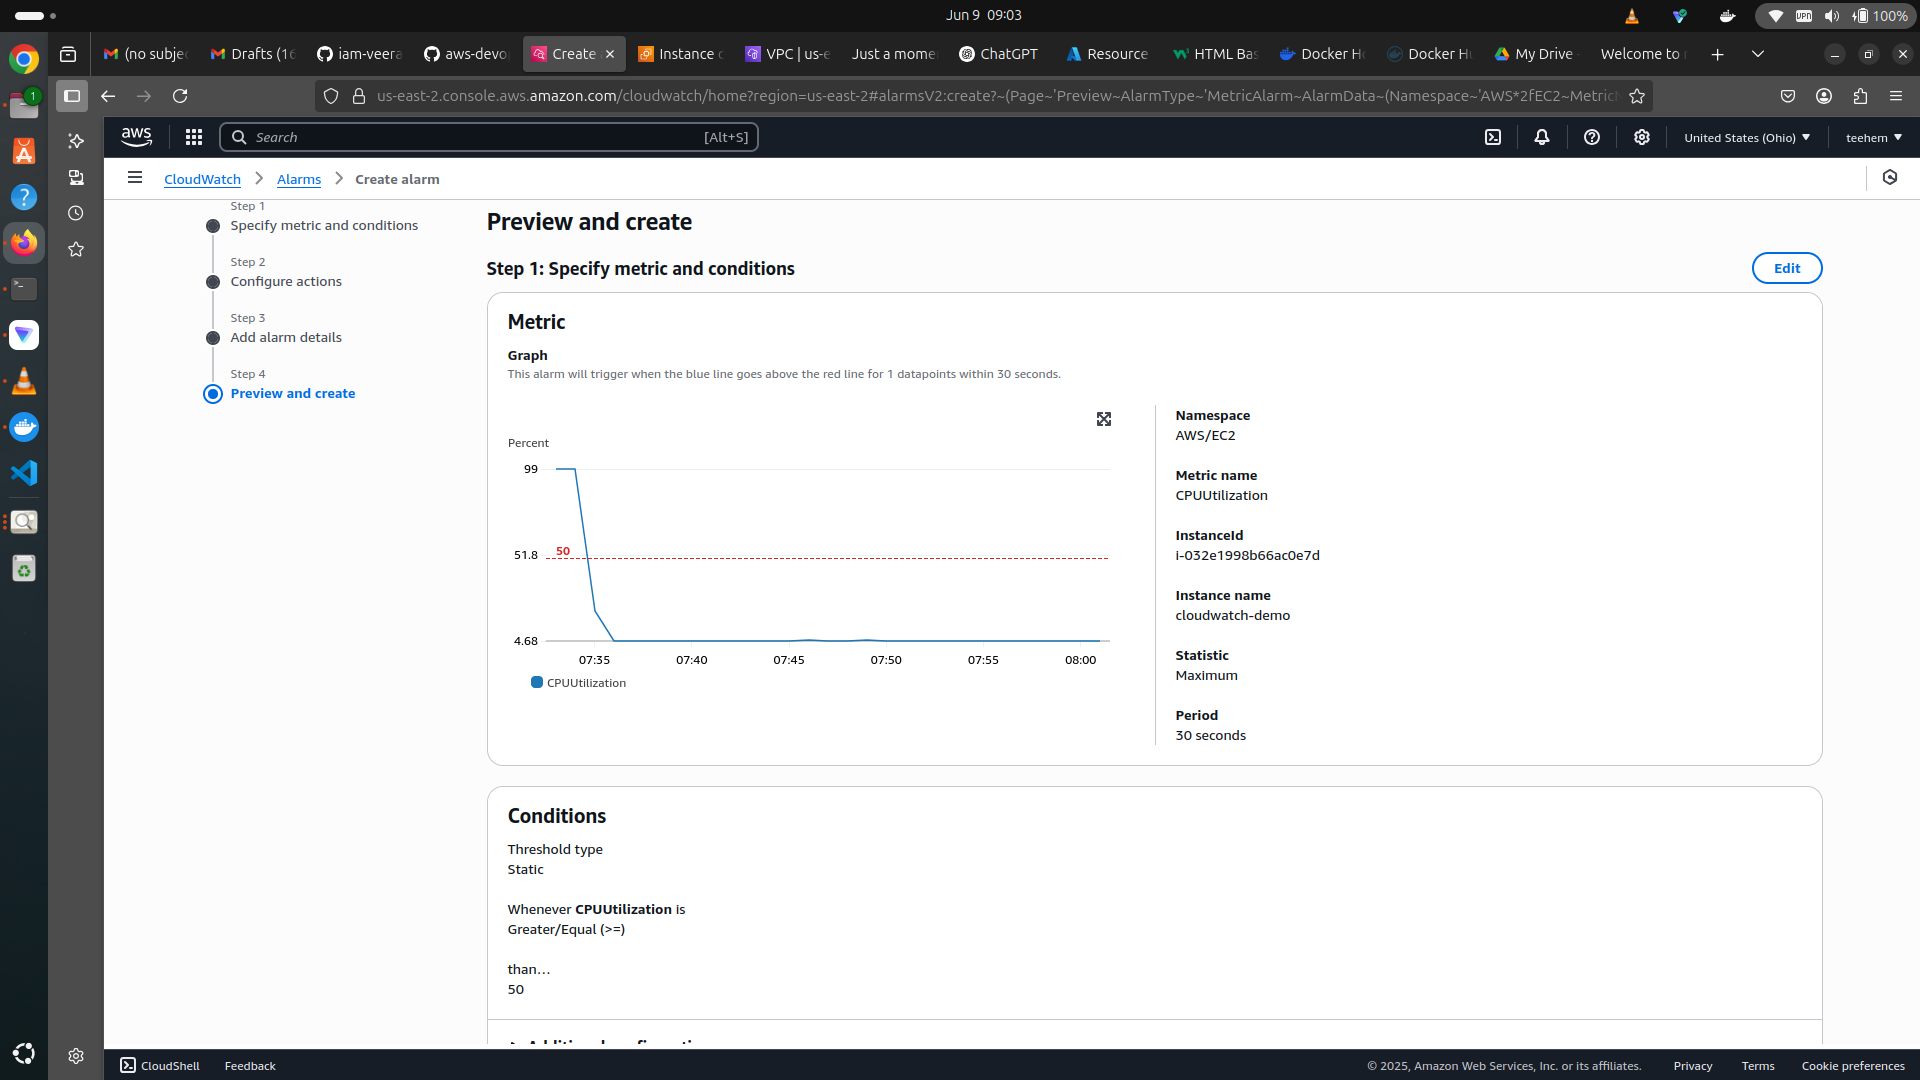 Jun 9 09:03
VPN
100%
1
(no subje
Drafts (16
iam-veera
aws-devo
Create
Instance
VPC | us-e
Just a mome
ChatGPT
Resource
HTML Bas
Docker Ho
Docker Hu
My Drive
Welcome to
us-east-2.console.aws.amazon.com/cloudwatch/home?region=us-east-2#alarmsV2:create?~(Page~'Preview~AlarmType~'MetricAlarm~AlarmData~(Namespace~'AWS*2fEC2~Metric
aws
Search
[Alt+S]
United States (Ohio)
teehem
CloudWatch
Alarms
Create alarm
Step 1
Specify metric and conditions
Step 2
Configure actions
Step 3
Add alarm details
Step 4
Preview and create
Preview and create
Step 1: Specify metric and conditions
Edit
Metric
Graph
This alarm will trigger when the blue line goes above the red line for 1 datapoints within 30 seconds.
Percent
99
51.8
50
4.68
07:35
07:40
07:45
07:50
07:55
08:00
CPUUtilization
Namespace
AWS/EC2
Metric name
CPUUtilization
InstanceId
i-032e1998b66ac0e7d
Instance name
cloudwatch-demo
Statistic
Maximum
Period
30 seconds
Conditions
Threshold type
Static
Whenever CPUUtilization is
Greater/Equal (>=)
than...
50
CloudShell
Feedback
© 2025, Amazon Web Services, Inc. or its affiliates.
Privacy
Terms
Cookie preferences